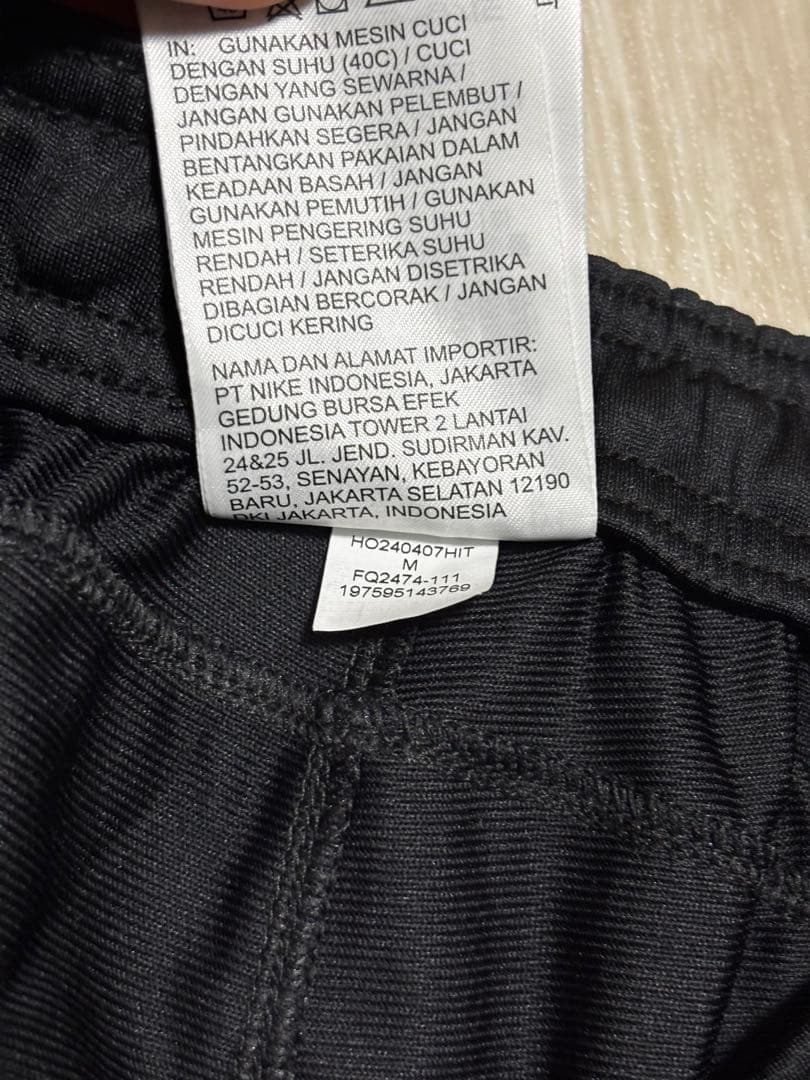 IN: GUNAKAN MESIN CUCI
DENGAN SUHU (40C) / CUCI
DENGAN YANG SEWARNA /
JANGAN GUNAKAN PELEMBUT /
PINDAHKAN SEGERA / JANGAN
BENTANGKAN PAKAIAN DALAM
KEADAAN BASAH / JANGAN
GUNAKAN PEMUTIH / GUNAKAN
MESIN PENGERING SUHU
RENDAH / SETERIKA SUHU
RENDAH / JANGAN DISETRIKA
DIBAGIAN BERCORAK / JANGAN
DICUCI KERING
NAMA DAN ALAMAT IMPORTIR:
PT NIKE INDONESIA, JAKARTA
GEDUNG BURSA EFEK
INDONESIA TOWER 2 LANTAI
24&25 JL. JEND. SUDIRMAN KAV.
52-53, SENAYAN, KEBAYORAN
BARU, JAKARTA SELATAN 12190
DKI JAKARTA, INDONESIA
HO240407HIT
M
FQ2474-111
197595143769